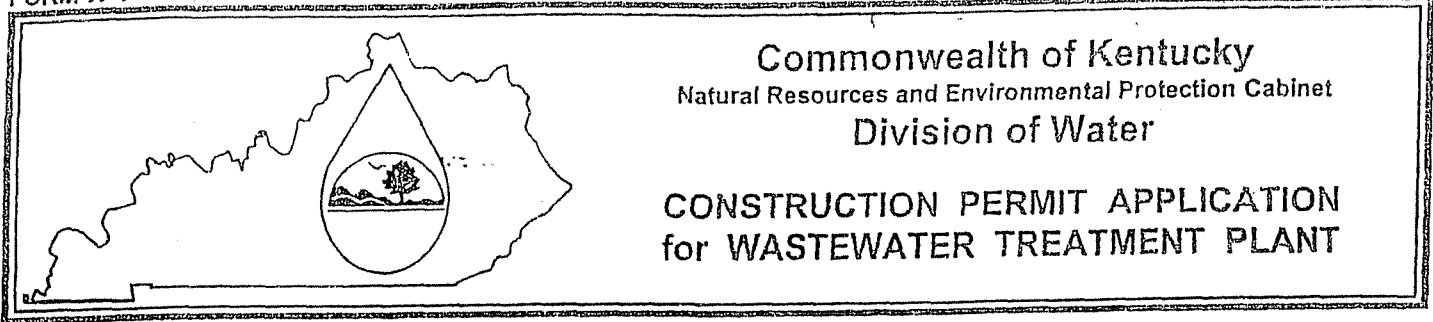 Commonwealth of Kentucky
Natural Resources and Environmental Protection Cabinet
Division of Water
CONSTRUCTION PERMIT APPLICATION
for WASTEWATER TREATMENT PLANT